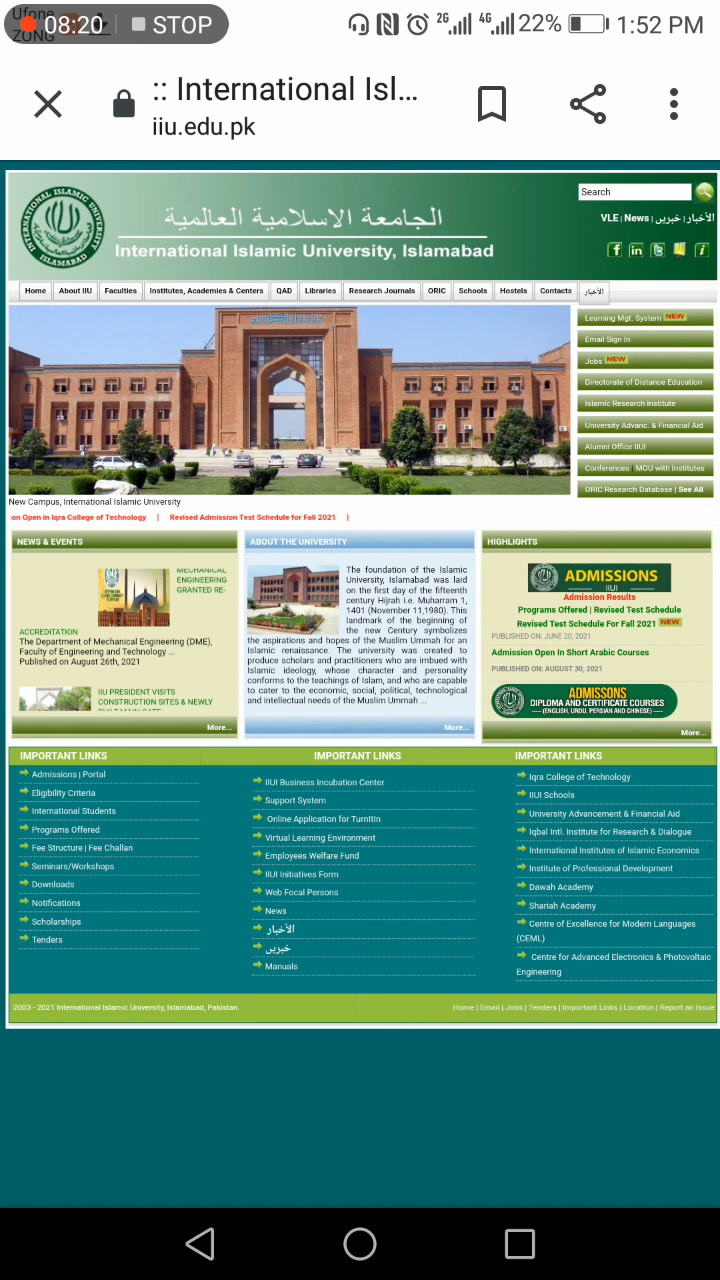 Ufone
ZONG
08:20 STOP
2G 4G 22% 1:52 PM
:: International Isl...
iiu.edu.pk
INTERNATIONAL ISLAMIC UNIVERSITY
ISLAMABAD
الجامعة الاسلامية العالمية
International Islamic University, Islamabad
Search
VLE | News | خبریں | الأخبار
Home About IIU Faculties Institutes, Academies & Centers QAD Libraries Research Journals ORIC Schools Hostels Contacts الأخبار
Learning Mgt. System NEW
Email Sign In
Jobs NEW
Directorate of Distance Education
Islamic Research Institute
University Advanc. & Financial Aid
Alumni Office IIUI
Conferences | MOU with Institutes
ORIC Research Database | See All
New Campus, International Islamic University
on Open in Iqra College of Technology | Revised Admission Test Schedule for Fall 2021 |
NEWS & EVENTS
MECHANICAL
ENGINEERING
GRANTED RE-
ACCREDITATION
The Department of Mechanical Engineering (DME),
Faculty of Engineering and Technology ...
Published on August 26th, 2021
IIU PRESIDENT VISITS
CONSTRUCTION SITES & NEWLY
BUILT MAIN GATE
More...
ABOUT THE UNIVERSITY
The foundation of the Islamic
University, Islamabad was laid
on the first day of the fifteenth
century Hijrah i.e. Muharram 1,
1401 (November 11,1980). This
landmark of the beginning of
the new Century symbolizes
the aspirations and hopes of the Muslim Ummah for an
Islamic renaissance. The university was created to
produce scholars and practitioners who are imbued with
Islamic Ideology, whose character and personality
conforms to the teachings of Islam, and who are capable
to cater to the economic, social, political, technological
and intellectual needs of the Muslim Ummah ...
More...
HIGHLIGHTS
ADMISSIONS
IIUI
Admission Results
Programs Offered | Revised Test Schedule
Revised Test Schedule For Fall 2021 NEW
PUBLISHED ON: JUNE 20, 2021
Admission Open In Short Arabic Courses
PUBLISHED ON: AUGUST 30, 2021
ADMISSONS
DIPLOMA AND CERTIFICATE COURSES
(ENGLISH, URDU, PERSIAN AND CHINESE)
More...
IMPORTANT LINKS
Admissions | Portal
Eligibility Criteria
International Students
Programs Offered
Fee Structure | Fee Challan
Seminars/Workshops
Downloads
Notifications
Scholarships
Tenders
IMPORTANT LINKS
IIUI Business Incubation Center
Support System
Online Application for TurnItIn
Virtual Learning Environment
Employees Welfare Fund
IIUI Initiatives Form
Web Focal Persons
News
الأخبار
خبریں
Manuals
IMPORTANT LINKS
Iqra College of Technology
IIUI Schools
University Advancement & Financial Aid
Iqbal Intl. Institute for Research & Dialogue
International Institutes of Islamic Economics
Institute of Professional Development
Dawah Academy
Shariah Academy
Centre of Excellence for Modern Languages
(CEML)
Centre for Advanced Electronics & Photovoltaic
Engineering
2003 - 2021 International Islamic University, Islamabad, Pakistan.
Home | Email | Jobs | Tenders | Important Links | Location | Report an Issue